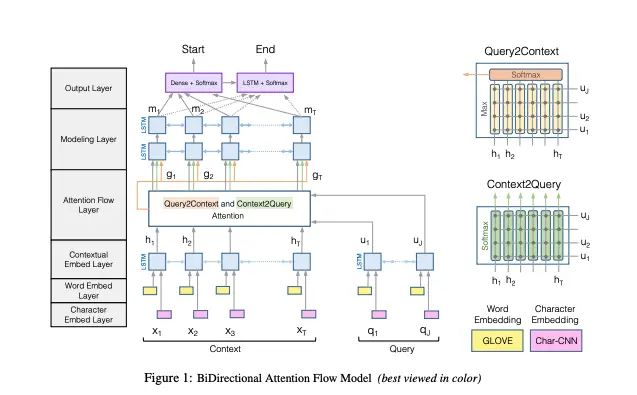 Start End
Query2Context
Output Layer
Dense + Softmax
LSTM + Softmax
Softmax
m1 m2 mT
LSTM
Max
uJ
u2
u1
Modeling Layer
LSTM
h1 h2 hT
g1 g2 gT
Attention Flow
Layer
Query2Context and Context2Query
Attention
Context2Query
Softmax
uJ
u2
u1
h1 h2 hT
h1 h2 hT
u1 uJ
Contextual
Embed Layer
LSTM
LSTM
Word Embed
Layer
Character
Embed Layer
x1 x2 x3 xT
q1 qJ
Context
Query
Word
Embedding
Character
Embedding
GLOVE
Char-CNN
Figure 1: BiDirectional Attention Flow Model (best viewed in color)